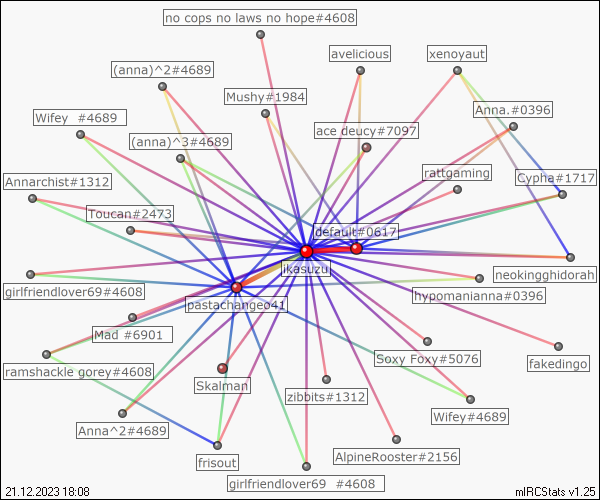 no cops no laws no hope#4608
avelicious
xenoyaut
(anna)^2#4689
Mushy#1984
Anna.#0396
Wifey #4689
(anna)^3#4689
ace deucy#7097
Annarchist#1312
rattgaming
Cypha#1717
Toucan#2473
default#0617
ikasuzu
neokingghidorah
girlfriendlover69#4608
pastachange041
hypomanianna#0396
Mad #6901
Soxy Foxy#5076
fakedingo
ramshackle gorey#4608
Skalman
zibbits#1312
Wifey#4689
Anna^2#4689
frisout
AlpineRooster#2156
girlfriendlover69 #4608
21.12.2023 18:08
mIRCStats v1.25